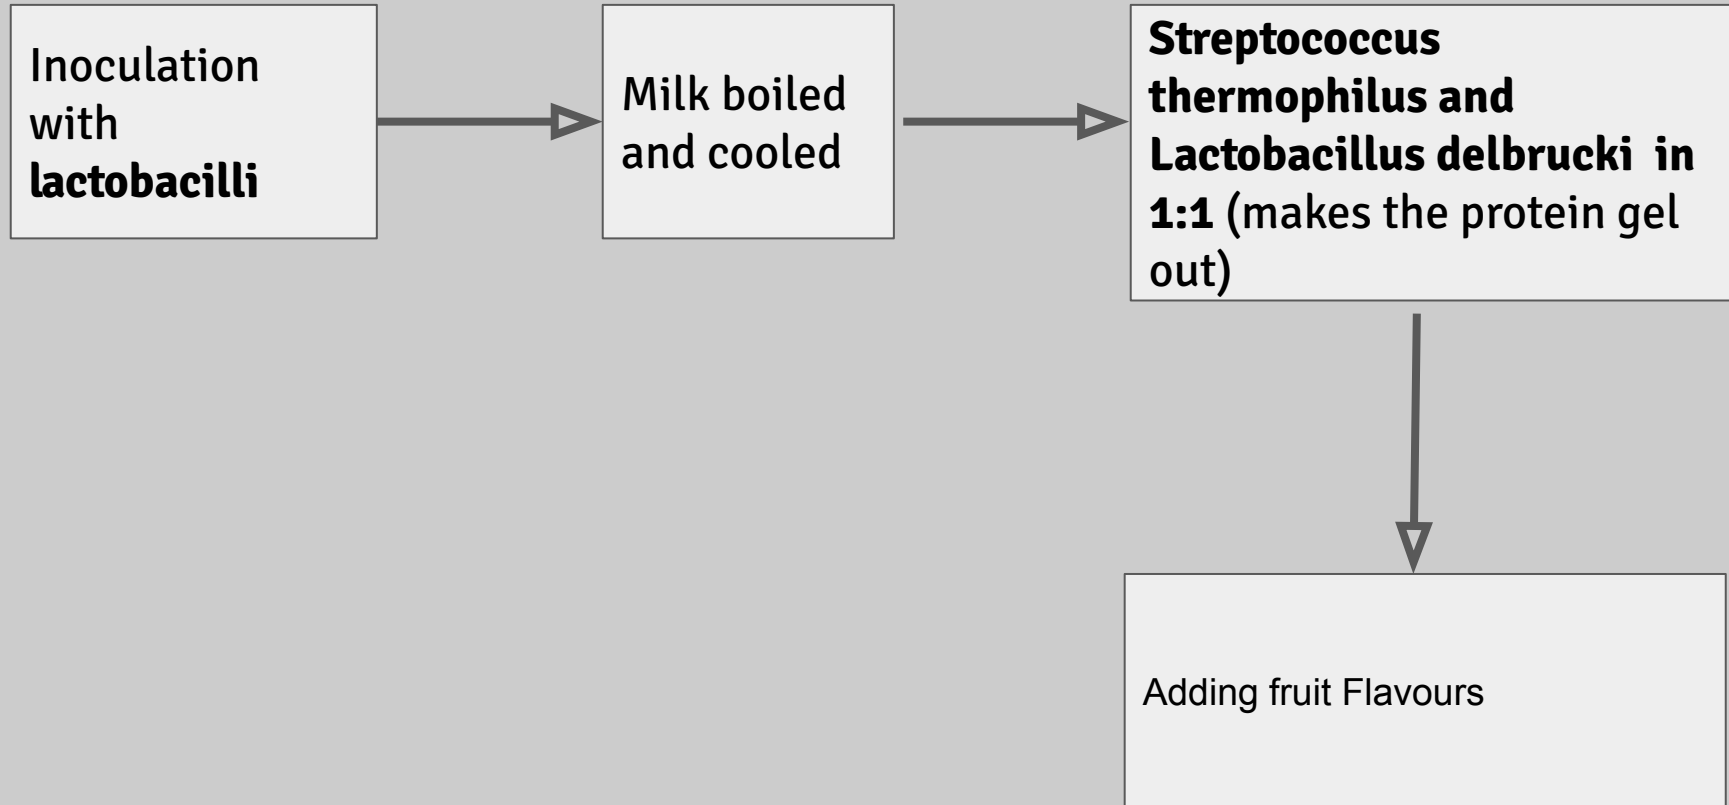 Inoculation
with
lactobacilli
Milk boiled
and cooled
Streptococcus
thermophilus and
Lactobacillus delbrucki in
1:1 (makes the protein gel
out)
Adding fruit Flavours